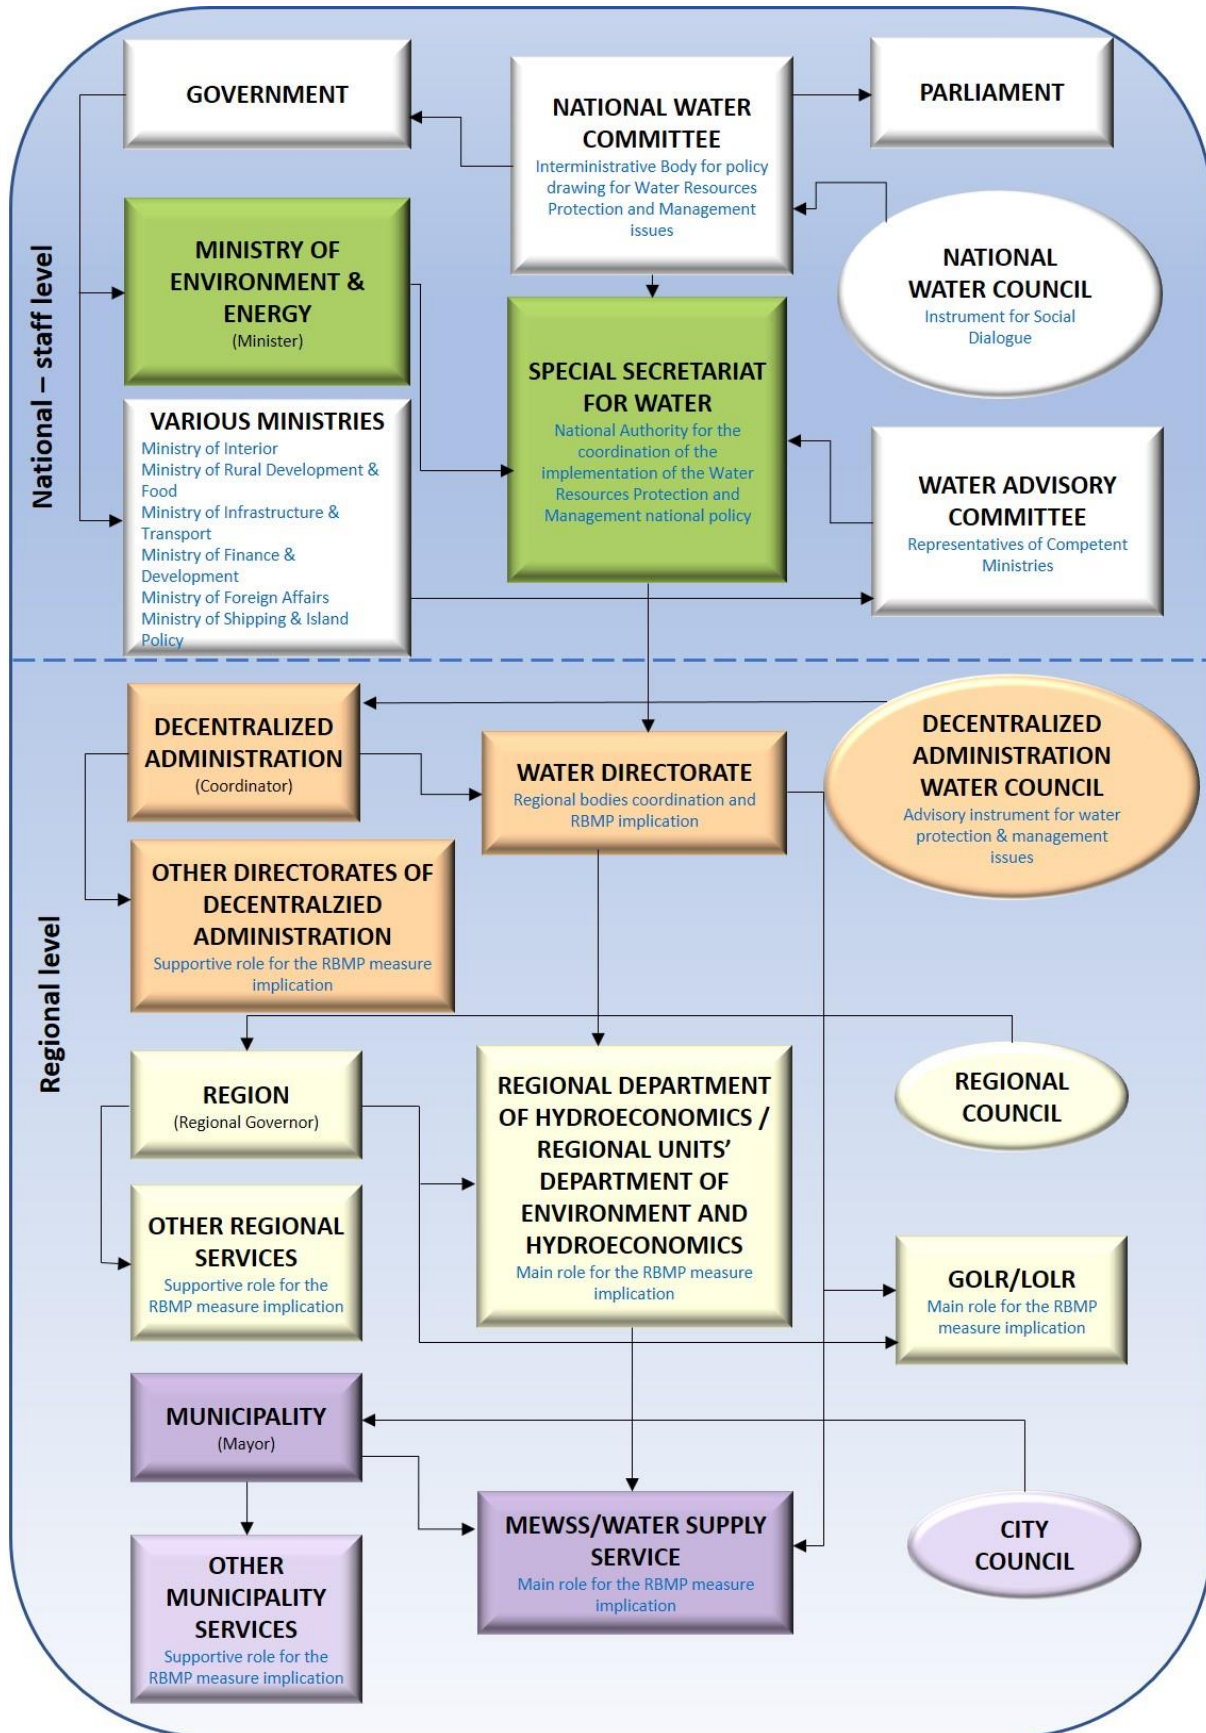 National – staff level
GOVERNMENT
NATIONAL WATER
COMMITTEE
Interministrative Body for policy
drawing for Water Resources
Protection and Management
issues
PARLIAMENT
MINISTRY OF
ENVIRONMENT &
ENERGY
(Minister)
NATIONAL
WATER COUNCIL
Instrument for Social
Dialogue
SPECIAL SECRETARIAT
FOR WATER
National Authority for the
coordination of the
implementation of the Water
Resources Protection and
Management national policy
VARIOUS MINISTRIES
Ministry of Interior
Ministry of Rural Development &
Food
Ministry of Infrastructure &
Transport
Ministry of Finance &
Development
Ministry of Foreign Affairs
Ministry of Shipping & Island
Policy
WATER ADVISORY
COMMITTEE
Representatives of Competent
Ministries
Regional level
DECENTRALIZED
ADMINISTRATION
(Coordinator)
WATER DIRECTORATE
Regional bodies coordination and
RBMP implication
DECENTRALIZED
ADMINISTRATION
WATER COUNCIL
Advisory instrument for water
protection & management
issues
OTHER DIRECTORATES OF
DECENTRALZIED
ADMINISTRATION
Supportive role for the RBMP measure
implication
REGION
(Regional Governor)
REGIONAL DEPARTMENT
OF HYDROECONOMICS /
REGIONAL UNITS’
DEPARTMENT OF
ENVIRONMENT AND
HYDROECONOMICS
Main role for the RBMP measure
implication
REGIONAL
COUNCIL
OTHER REGIONAL
SERVICES
Supportive role for the
RBMP measure implication
GOLR/LOLR
Main role for the RBMP
measure implication
MUNICIPALITY
(Mayor)
MEWSS/WATER SUPPLY
SERVICE
Main role for the RBMP measure
implication
CITY
COUNCIL
OTHER
MUNICIPALITY
SERVICES
Supportive role for the
RBMP measure implication